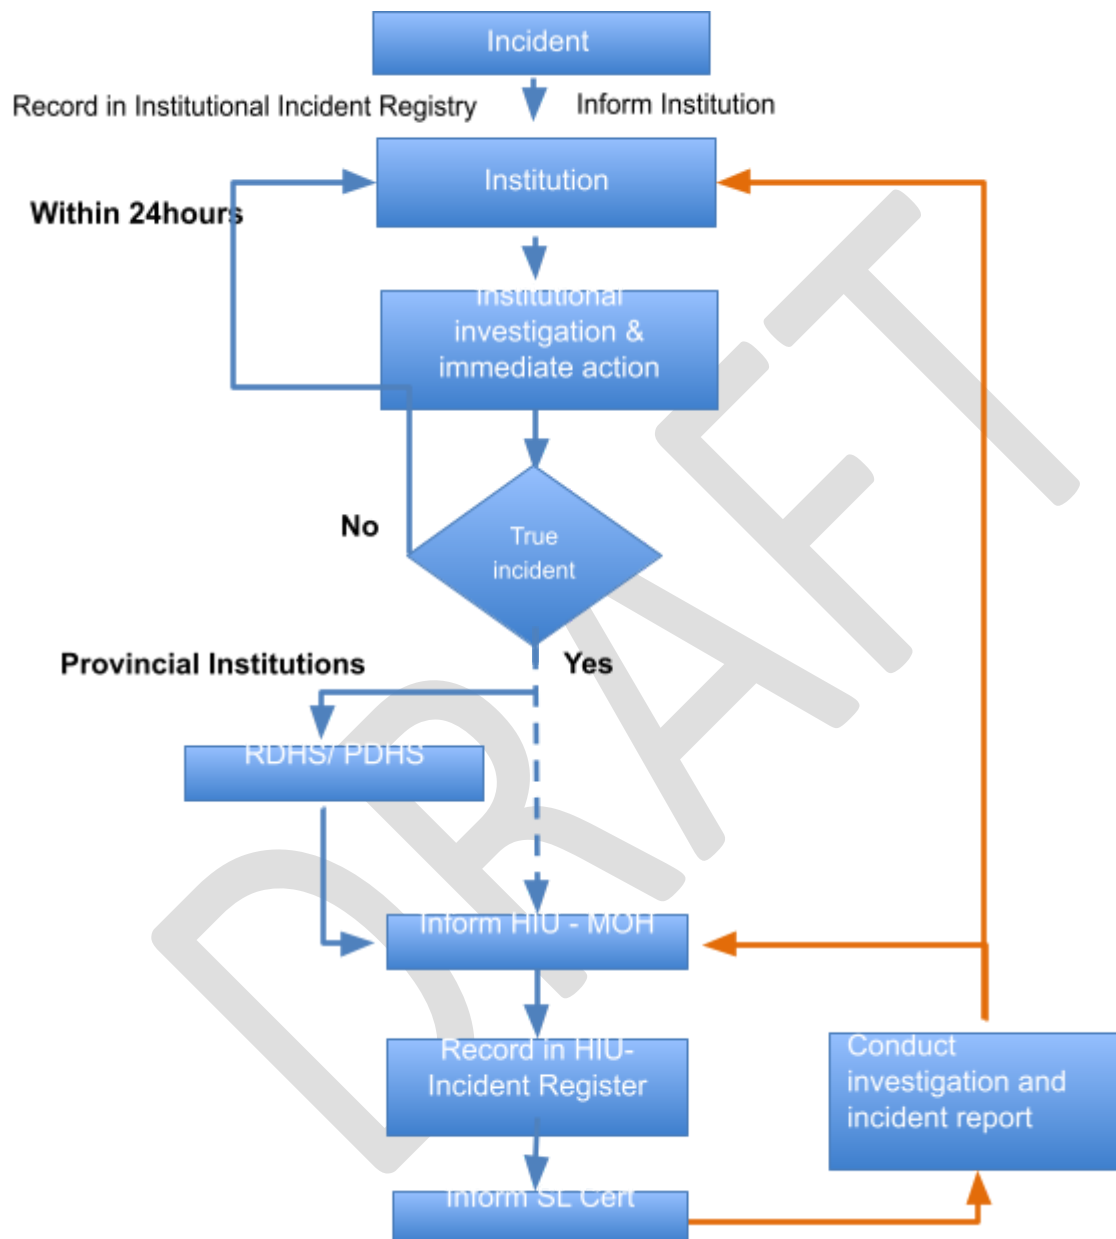 Incident
Record in Institutional Incident Registry
Inform Institution
Institution
Within 24hours
Institutional
investigation &
immediate action
No
True
incident
Provincial Institutions
Yes
RDHS/ PDHS
Inform HIU - MOH
Record in HIU-
Incident Register
Conduct
investigation and
incident report
Inform SL Cert
DRAFT